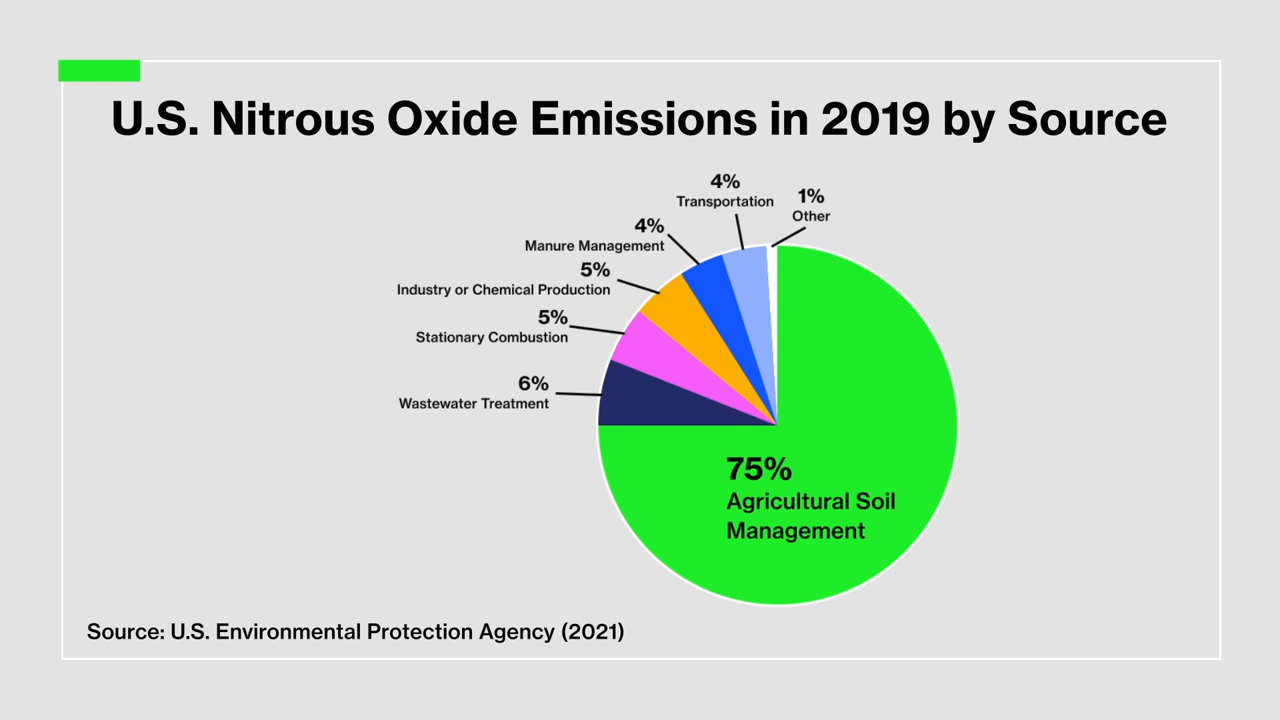 U.S. Nitrous Oxide Emissions in 2019 by Source
4%
Transportation
1%
Other
4%
Manure Management
5%
Industry or Chemical Production
5%
Stationary Combustion
6%
Wastewater Treatment
75%
Agricultural Soil
Management
Source: U.S. Environmental Protection Agency (2021)